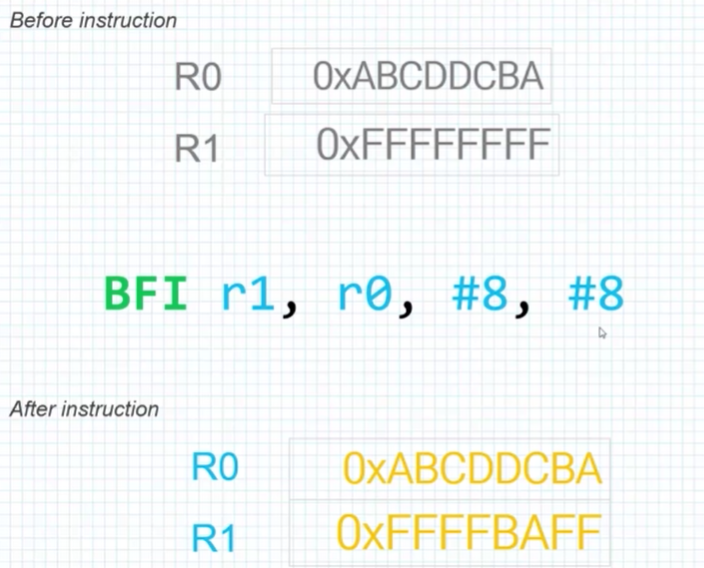 Before instruction
R0 0xABCDDCBA
R1 0xFFFFFFFF
BFI r1, r0, #8, #8
After instruction
R0 0xABCDDCBA
R1 0xFFFFBAFF